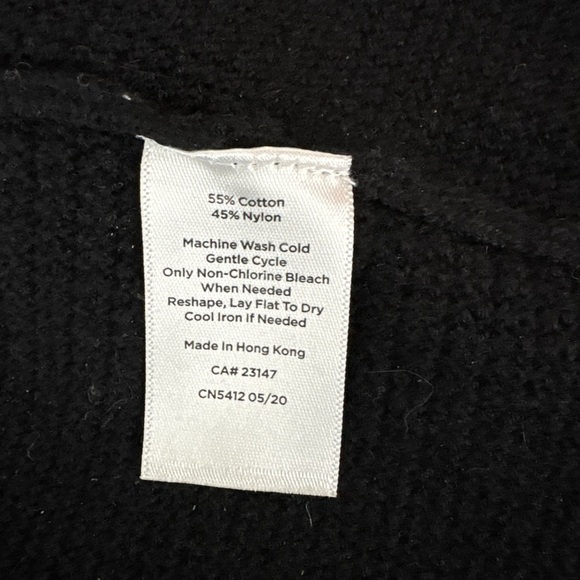 55% Cotton
45% Nylon
Machine Wash Cold
Gentle Cycle
Only Non-Chlorine Bleach
When Needed
Reshape, Lay Flat To Dry
Cool Iron If Needed
Made In Hong Kong
CA# 23147
CN5412 05/20